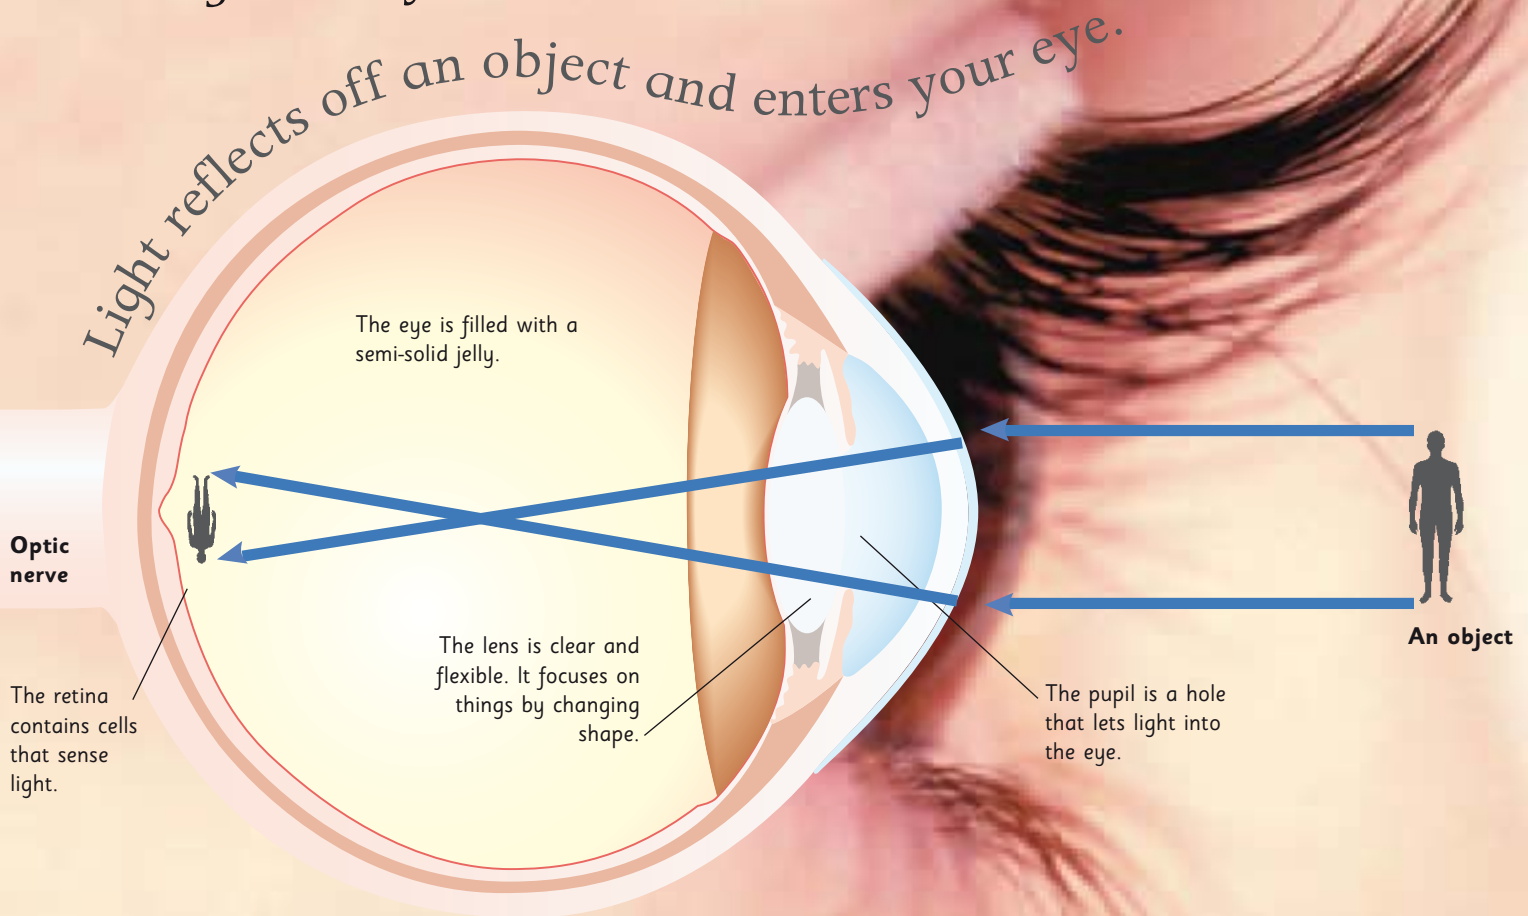 Light reflects off an object and enters your eye.
The eye is filled with a
semi-solid jelly.
Optic
nerve
An object
The lens is clear and
flexible. It focuses on
things by changing
shape.
The retina
contains cells
that sense
light.
The pupil is a hole
that lets light into
the eye.